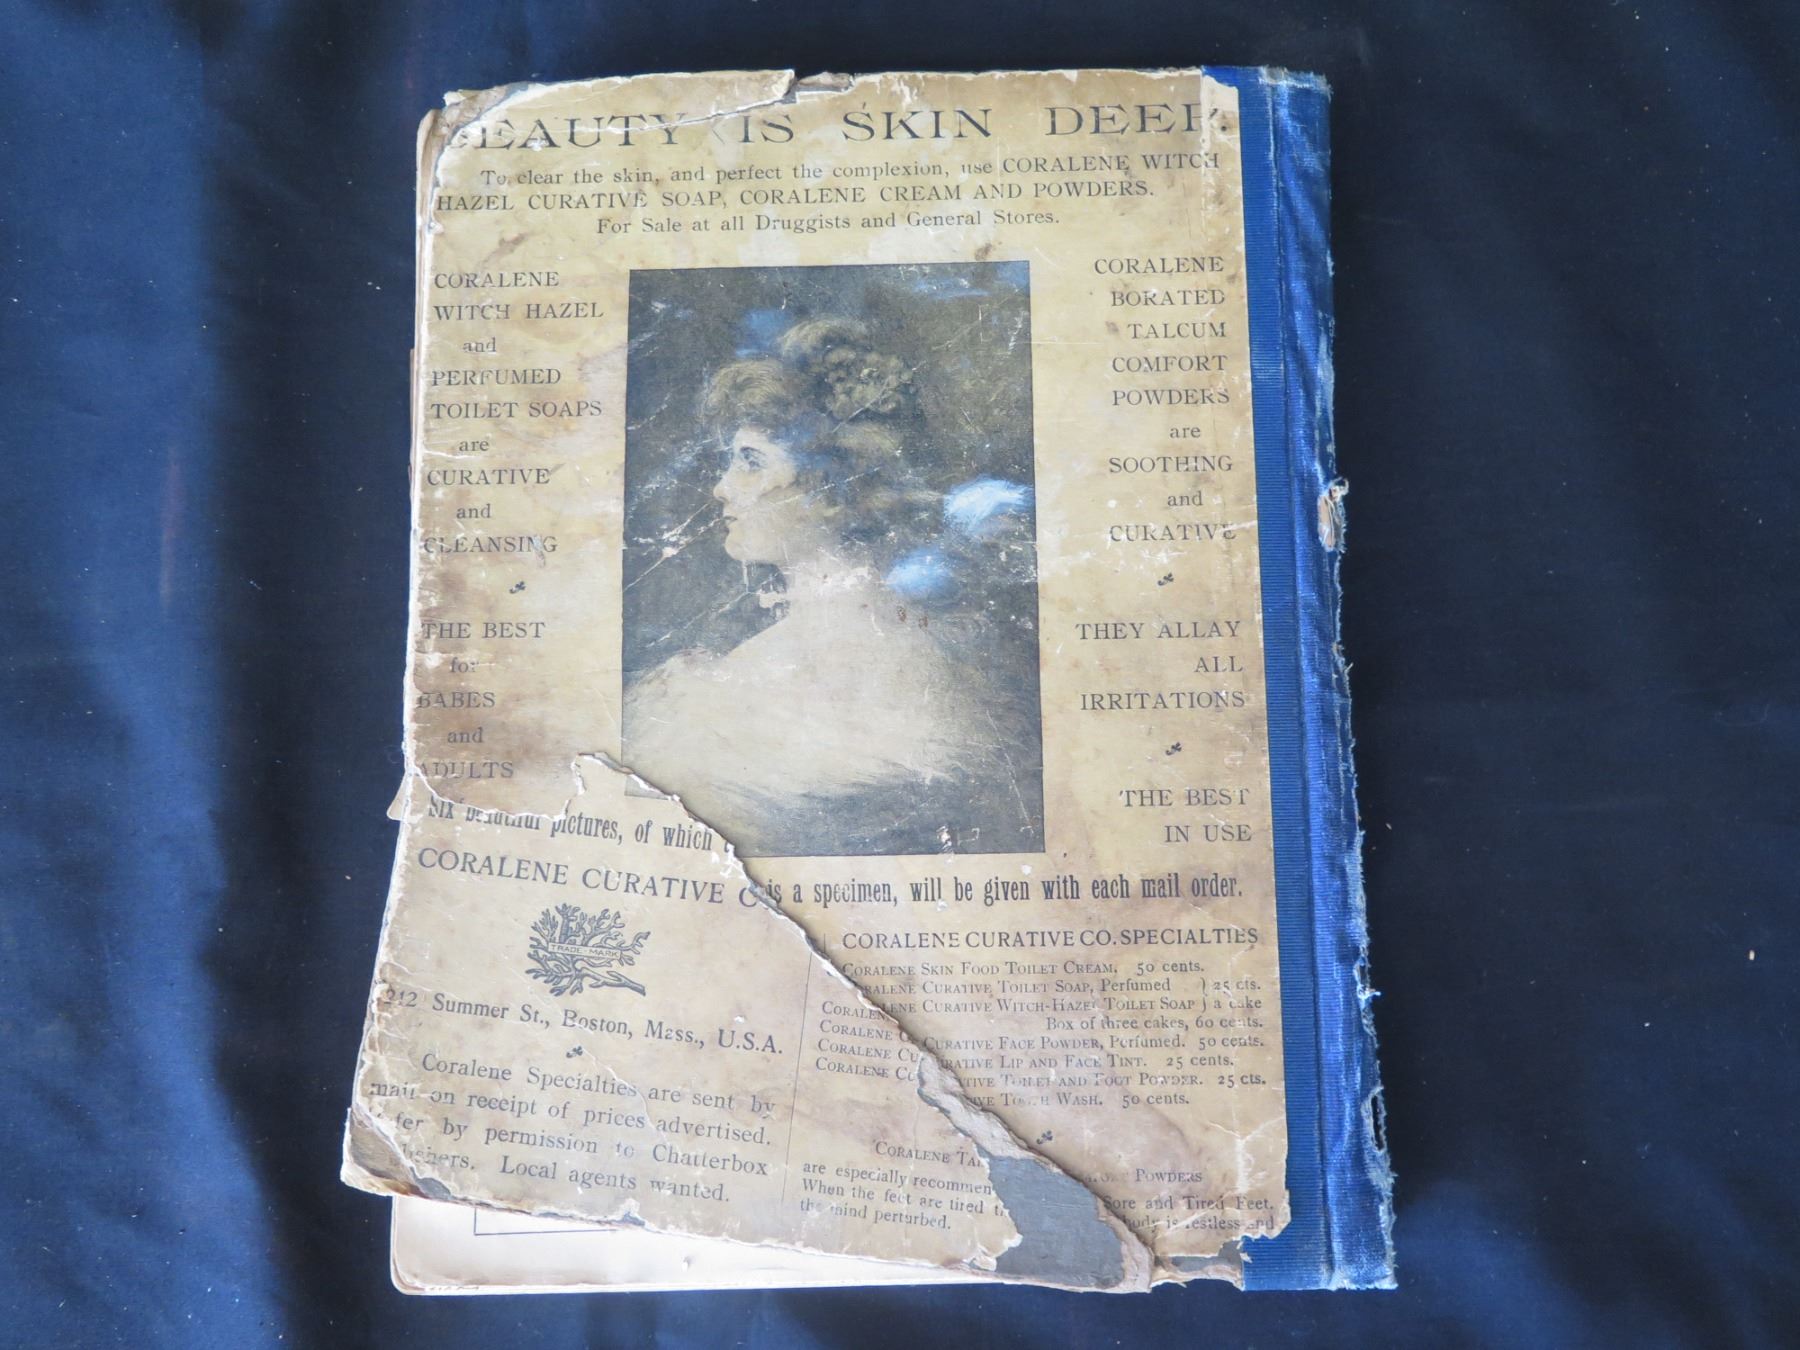 BEAUTY IS SKIN DEEP.
To clear the skin, and perfect the complexion, use CORALENE WITCH
HAZEL CURATIVE SOAP, CORALENE CREAM AND POWDERS.
For Sale at all Druggists and General Stores.
CORALENE
WITCH HAZEL
and
PERFUMED
TOILET SOAPS
are
CURATIVE
and
CLEANSING
THE BEST
for
BABES
and
ADULTS
CORALENE
BORATED
TALCUM
COMFORT
POWDERS
are
SOOTHING
and
CURATIVE
THEY ALLAY
ALL
IRRITATIONS
THE BEST
IN USE
Six beautiful pictures, of which
is a specimen, will be given with each mail order.
CORALENE CURATIVE
TRADE-MARK
212 Summer St., Boston, Mass., U.S.A.
Coralene Specialties are sent by
mail on receipt of prices advertised.
by permission to Chatterbox
Local agents wanted.
CORALENE CURATIVE CO. SPECIALTIES
CORALENE SKIN FOOD TOILET CREAM, 50 cents.
CORALENE CURATIVE TOILET SOAP, Perfumed } 25 cts.
CORALENE CURATIVE WITCH-HAZEL TOILET SOAP } a cake
Box of three cakes, 60 cents.
CORALENE CURATIVE FACE POWDER, Perfumed. 50 cents.
CORALENE CURATIVE LIP AND FACE TINT. 25 cents.
CORALENE CURATIVE TOILET AND FOOT POWDER. 25 cts.
TOOTH WASH. 50 cents.
CORALENE POWDERS
are especially Sore and Tired Feet.
When the feet are tired body is restless and
the mind perturbed.